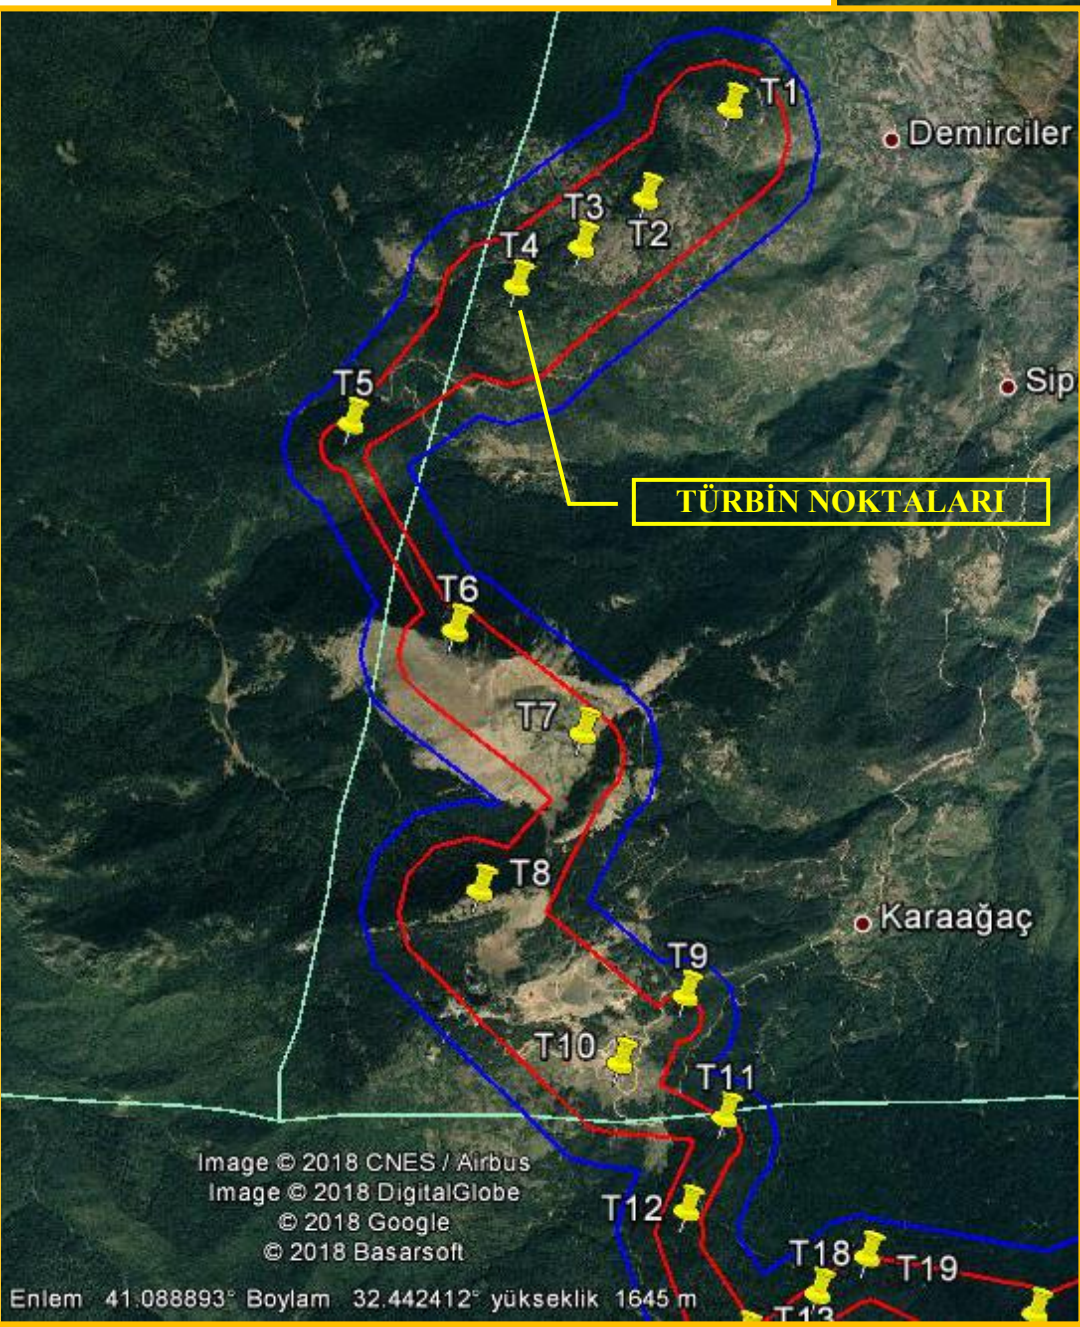 T1
Demirciler
T3
T2
T4
T5
Sip
TÜRBİN NOKTALARI
T6
T7
T8
Karaağaç
T9
T10
T11
Image © 2018 CNES / Airbus
Image © 2018 DigitalGlobe
© 2018 Google
© 2018 Basarsoft
T12
T18
T19
Enlem 41.088893° Boylam 32.442412° yükseklik 1645 m
T13